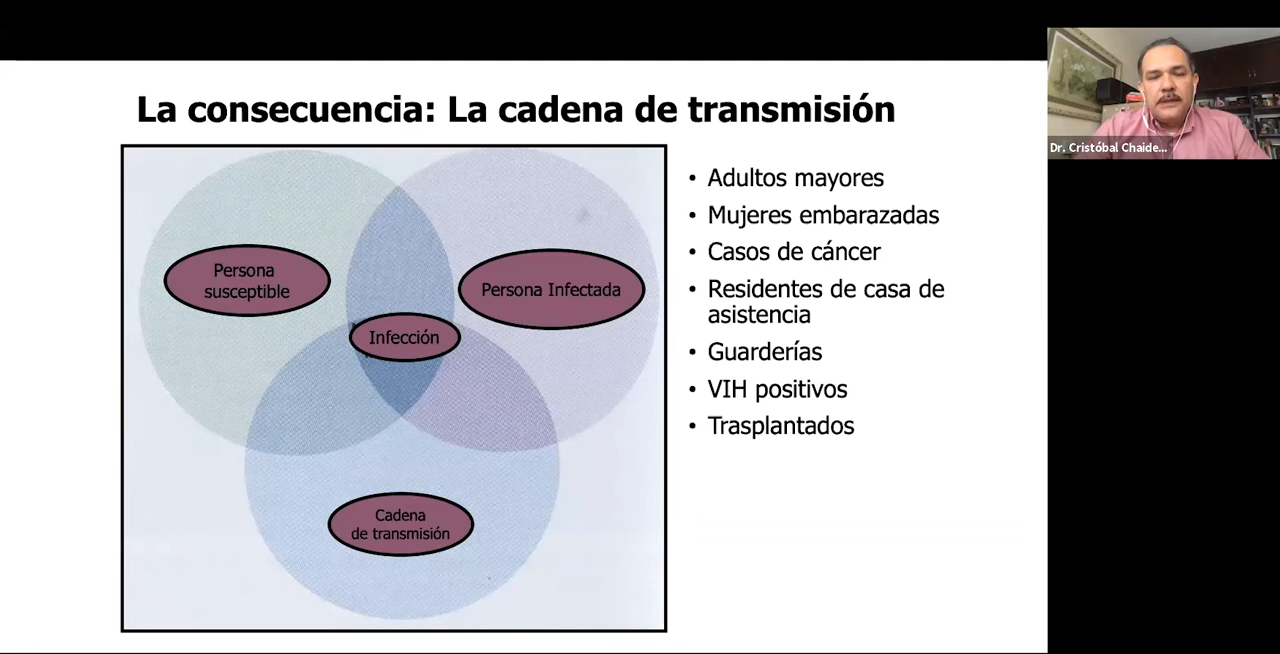 La consecuencia: La cadena de transmisión
Persona
susceptible
Persona Infectada
Infección
Cadena
de transmisión
• Adultos mayores
• Mujeres embarazadas
• Casos de cáncer
• Residentes de casa de
asistencia
• Guarderías
• VIH positivos
• Trasplantados
Dr. Cristóbal Chaide...